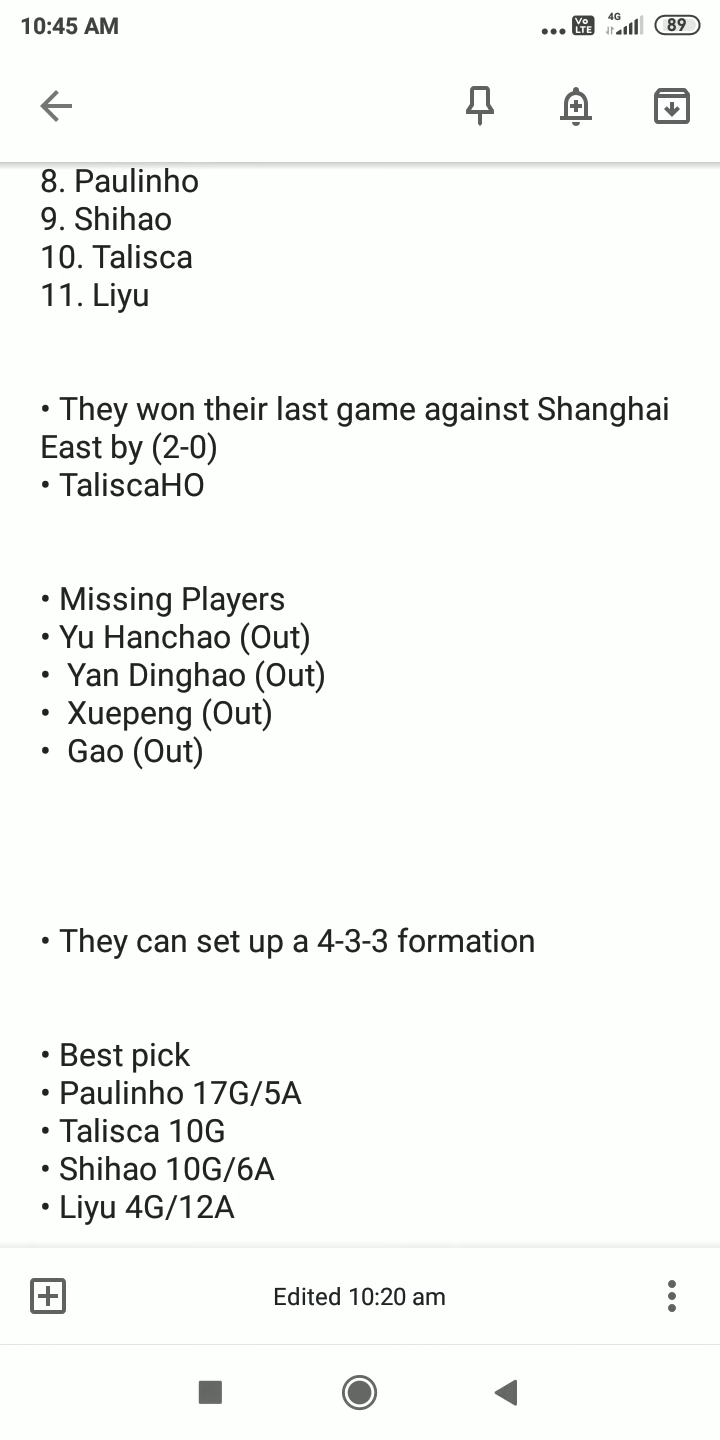 10:45 AM
Vo LTE 4G 89
8. Paulinho
9. Shihao
10. Talisca
11. Liyu
• They won their last game against Shanghai
East by (2-0)
• TaliscaHO
• Missing Players
• Yu Hanchao (Out)
• Yan Dinghao (Out)
• Xuepeng (Out)
• Gao (Out)
• They can set up a 4-3-3 formation
• Best pick
• Paulinho 17G/5A
• Talisca 10G
• Shihao 10G/6A
• Liyu 4G/12A
Edited 10:20 am